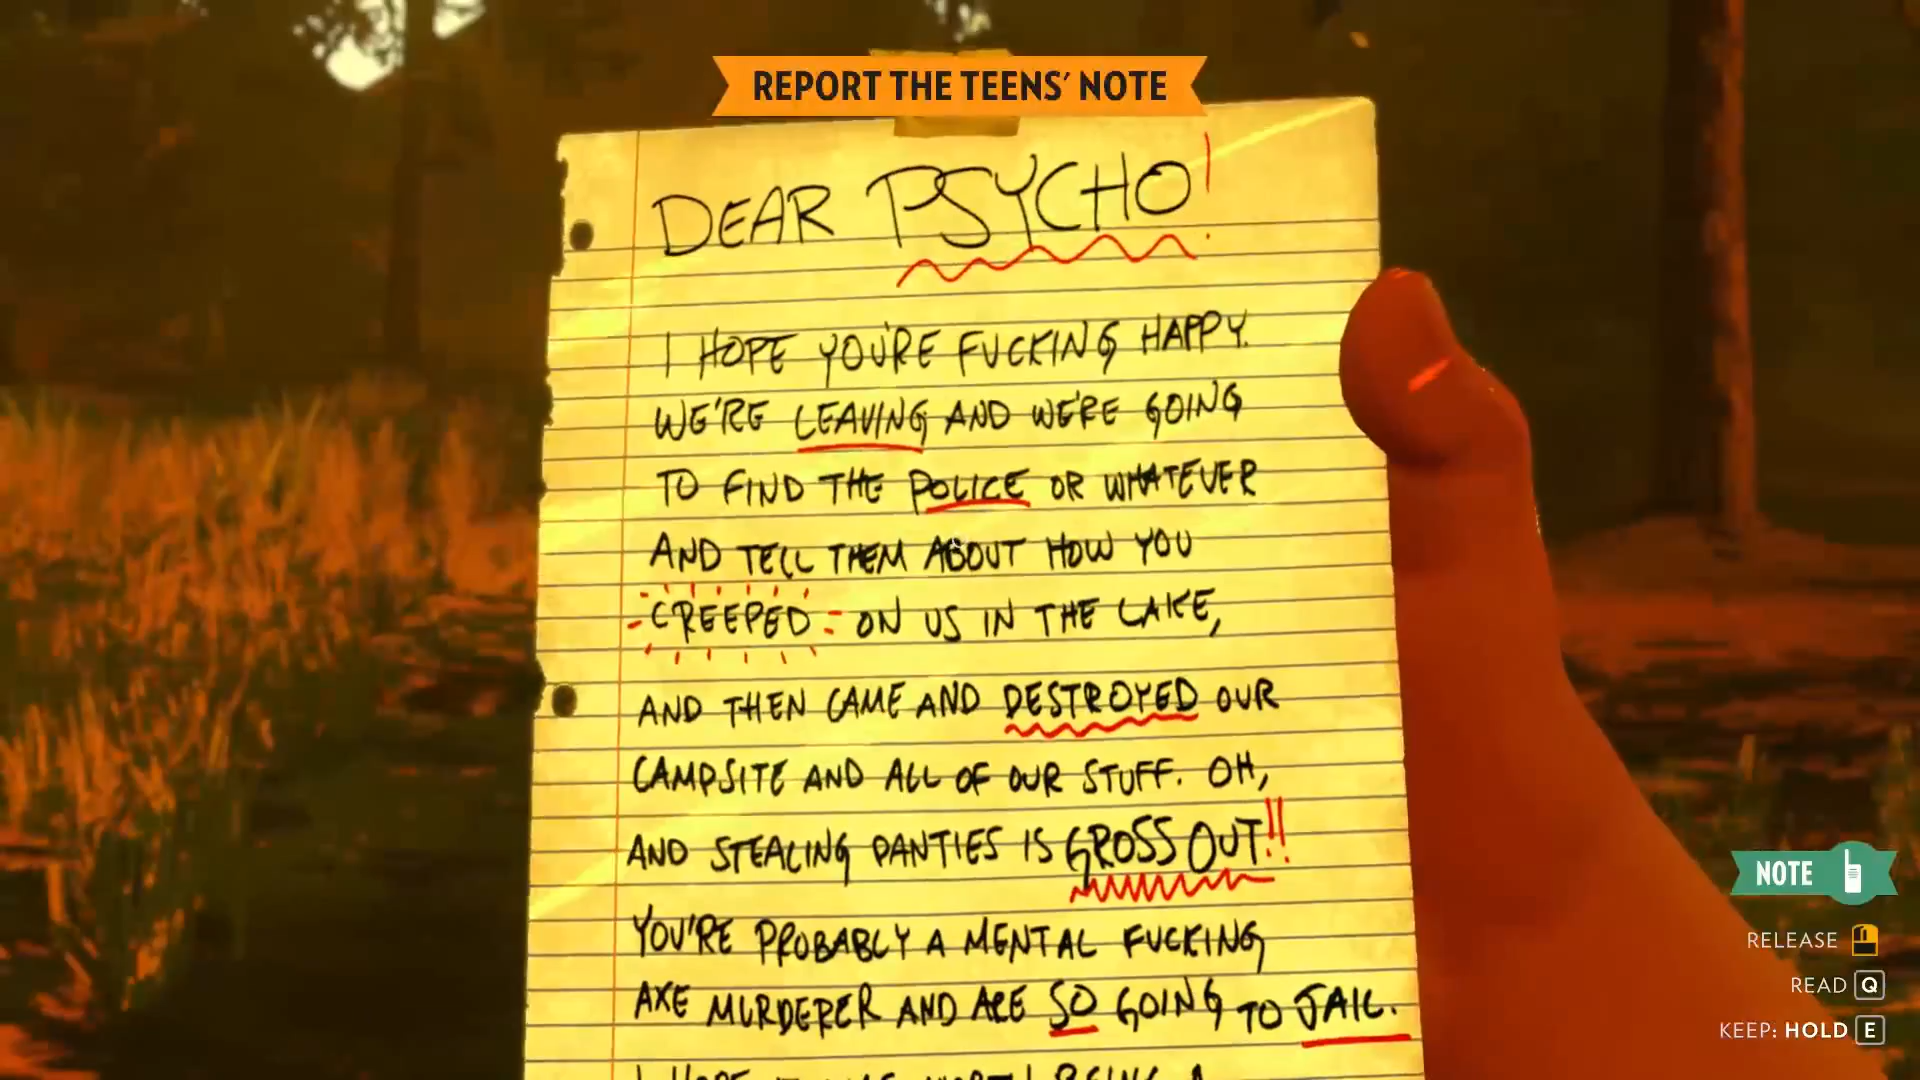 REPORT THE TEENS' NOTE
DEAR PSYCHO!
I HOPE YOU'RE FUCKING HAPPY.
WE'RE LEAVING AND WE'RE GOING
TO FIND THE POLICE OR WHATEVER
AND TELL THEM ABOUT HOW YOU
CREEPED ON US IN THE LAKE,
AND THEN CAME AND DESTROYED OUR
CAMPSITE AND ALL OF OUR STUFF. OH,
AND STEALING PANTIES IS GROSS OUT!!
YOU'RE PROBABLY A MENTAL FUCKING
AXE MURDERER AND ARE SO GOING TO JAIL.
I HOPE
NOTE
RELEASE
READ Q
KEEP: HOLD E